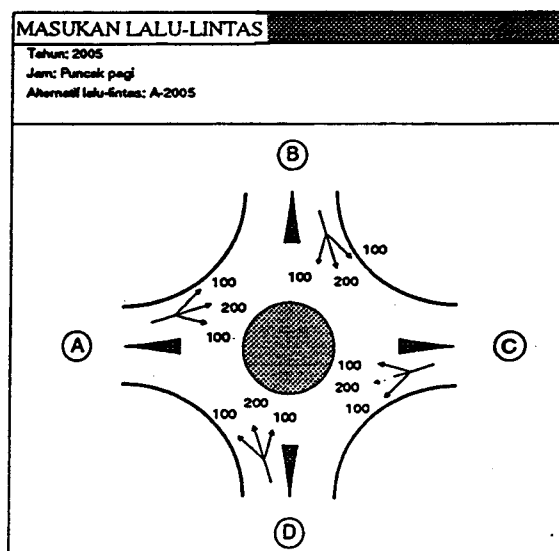 MASUKAN LALU-LINTAS
Tahun: 2005
Jam: Puncak pagi
Alternatif lalu-lintas: A-2005
B
100
100 200
100
200
100
A
C
100
200
100
200
100 100
D